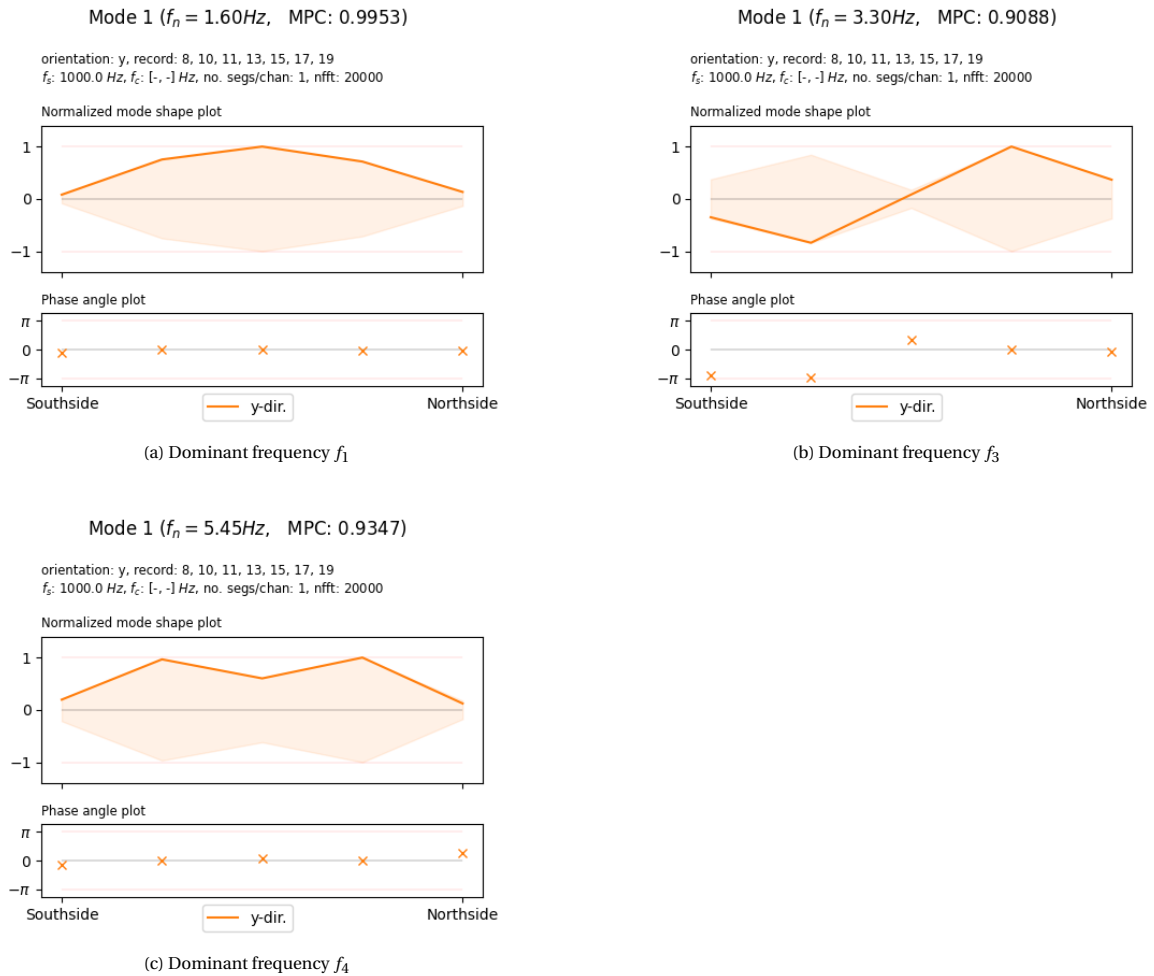 Mode 1 (fₙ = 1.60Hz, MPC: 0.9953)
orientation: y, record: 8, 10, 11, 13, 15, 17, 19
fₛ: 1000.0 Hz, f_c: [-, -] Hz, no. segs/chan: 1, nfft: 20000
Normalized mode shape plot
1
0
−1
Phase angle plot
π
0
−π
Southside
Northside
y-dir.
(a) Dominant frequency f₁
Mode 1 (fₙ = 3.30Hz, MPC: 0.9088)
orientation: y, record: 8, 10, 11, 13, 15, 17, 19
fₛ: 1000.0 Hz, f_c: [-, -] Hz, no. segs/chan: 1, nfft: 20000
Normalized mode shape plot
1
0
−1
Phase angle plot
π
0
−π
Southside
Northside
y-dir.
(b) Dominant frequency f₃
Mode 1 (fₙ = 5.45Hz, MPC: 0.9347)
orientation: y, record: 8, 10, 11, 13, 15, 17, 19
fₛ: 1000.0 Hz, f_c: [-, -] Hz, no. segs/chan: 1, nfft: 20000
Normalized mode shape plot
1
0
−1
Phase angle plot
π
0
−π
Southside
Northside
y-dir.
(c) Dominant frequency f₄